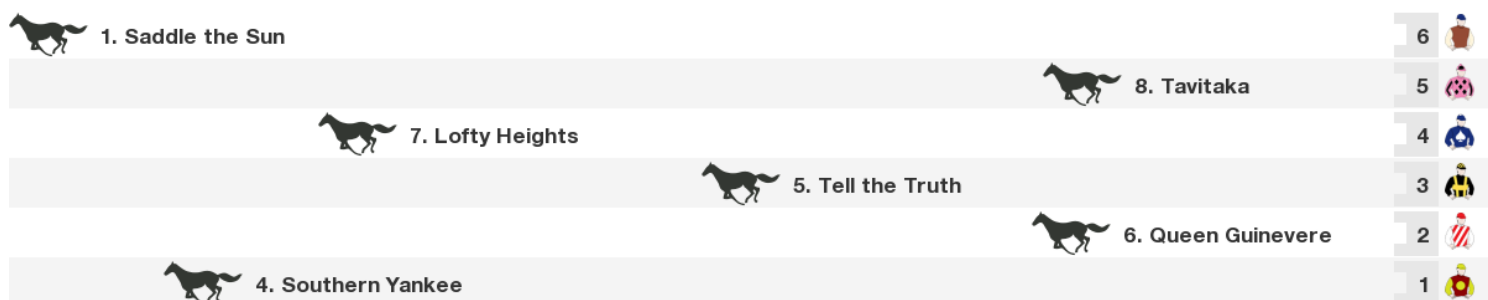 1. Saddle the Sun 6
8. Tavitaka 5
7. Lofty Heights 4
5. Tell the Truth 3
6. Queen Guinevere 2
4. Southern Yankee 1